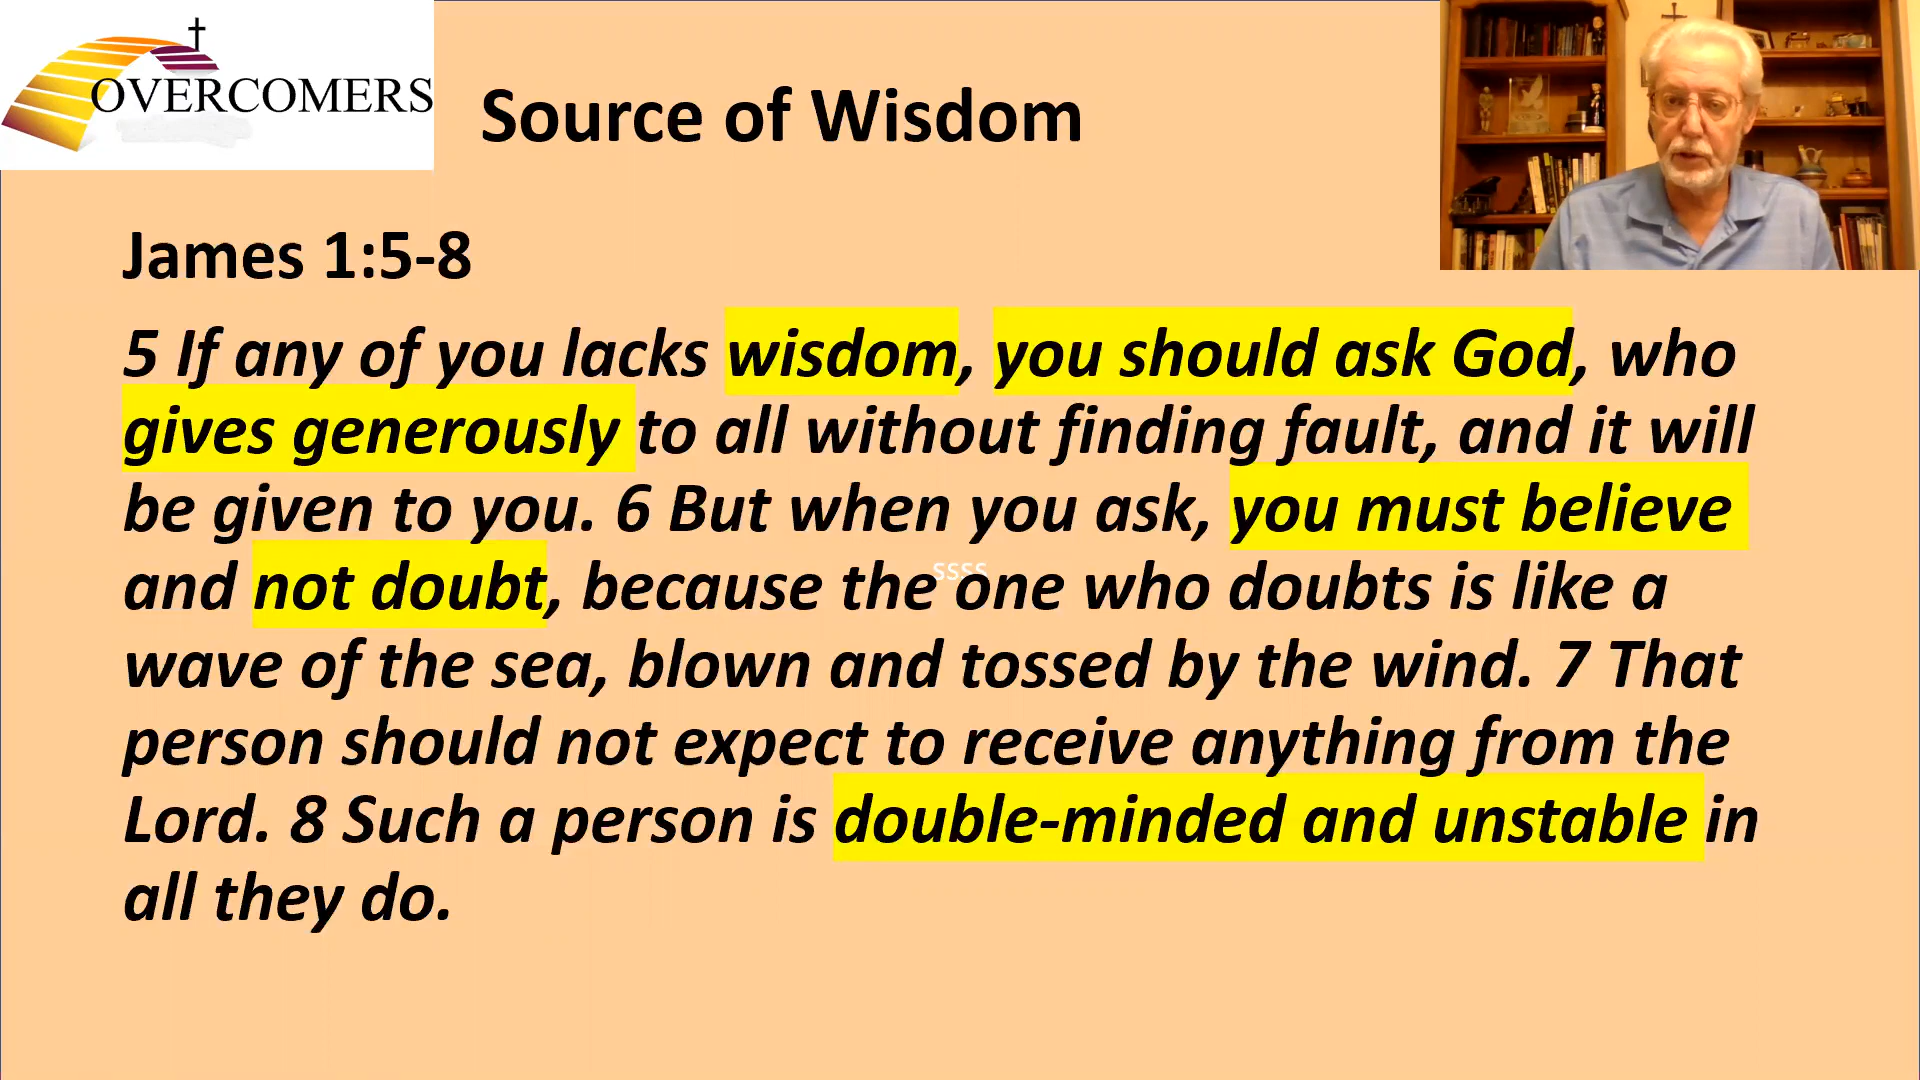 OVERCOMERS
Source of Wisdom
James 1:5-8
5 If any of you lacks wisdom, you should ask God, who
gives generously to all without finding fault, and it will
be given to you. 6 But when you ask, you must believe
and not doubt, because the one who doubts is like a
ssss
wave of the sea, blown and tossed by the wind. 7 That
person should not expect to receive anything from the
Lord. 8 Such a person is double-minded and unstable in
all they do.